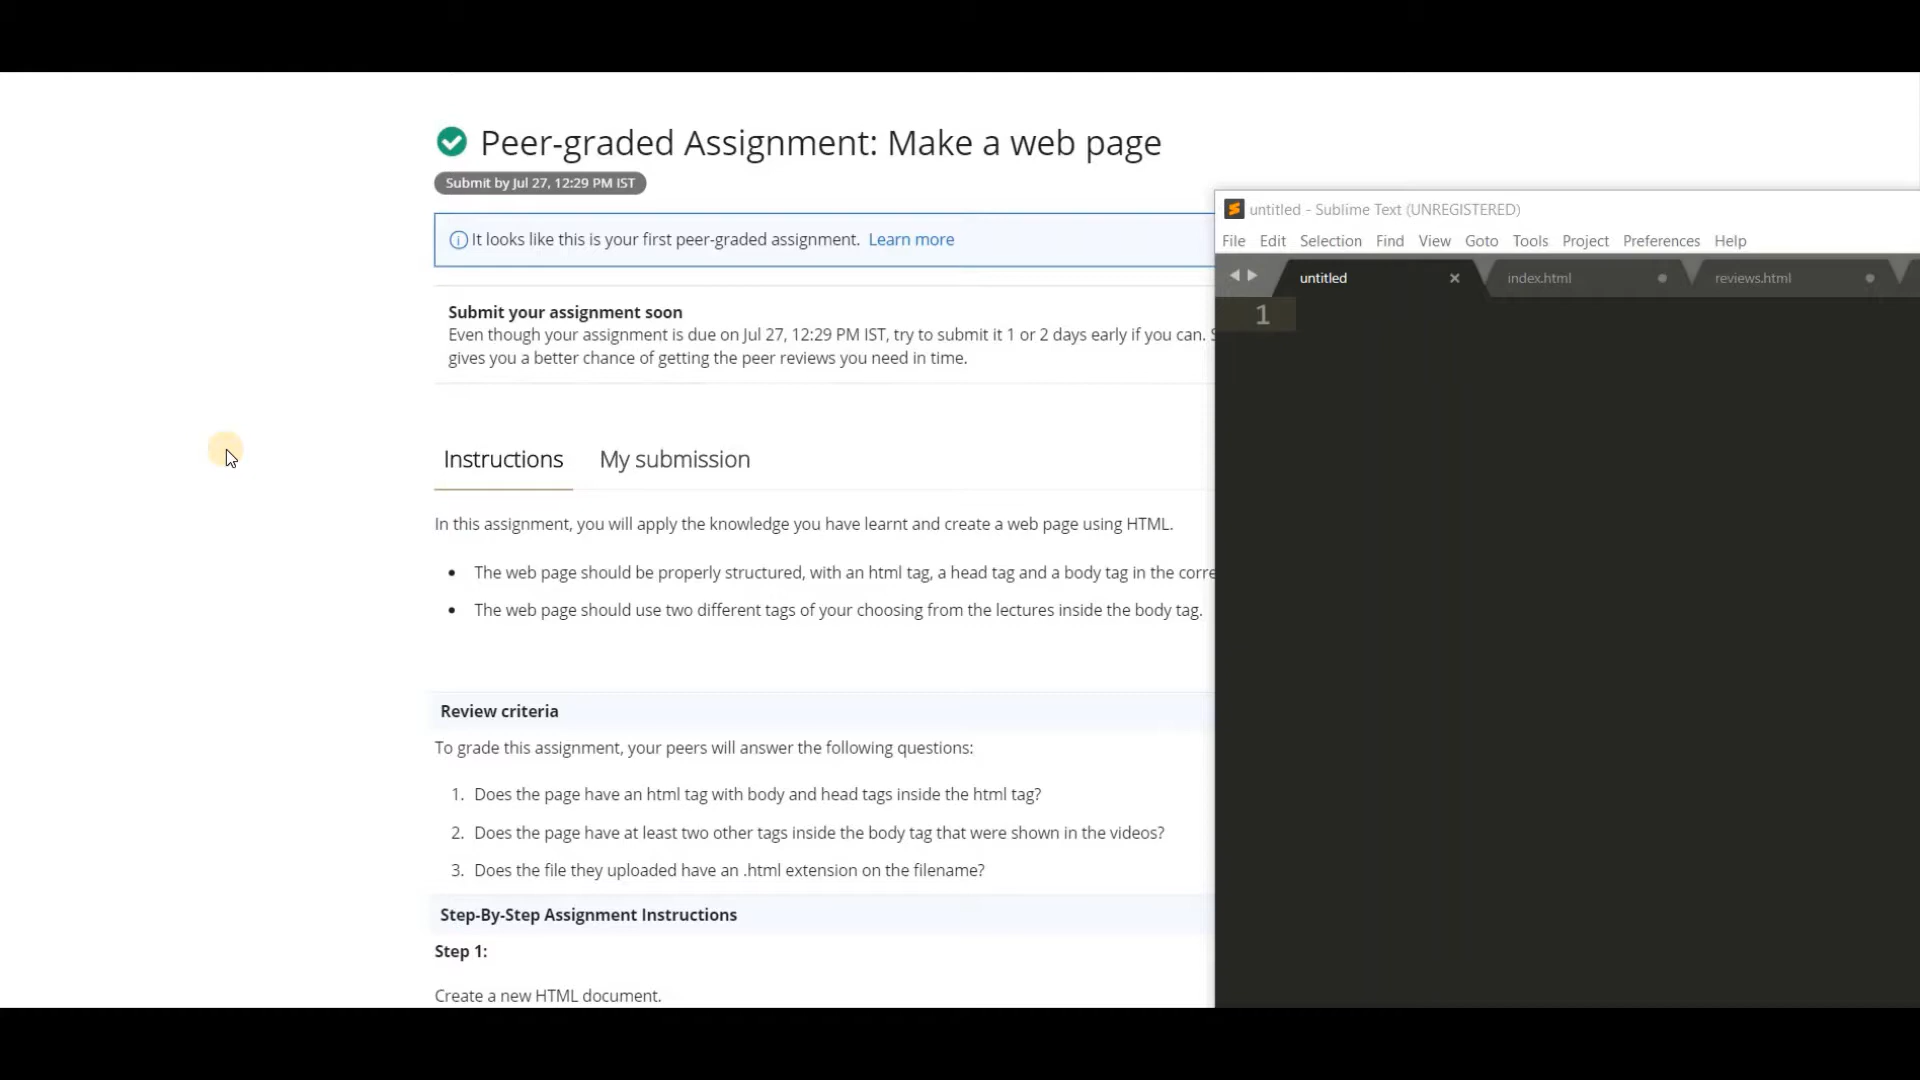 Peer-graded Assignment: Make a web page
Submit by Jul 27, 12:29 PM IST
It looks like this is your first peer-graded assignment. Learn more
Submit your assignment soon
Even though your assignment is due on Jul 27, 12:29 PM IST, try to submit it 1 or 2 days early if you can.
gives you a better chance of getting the peer reviews you need in time.
Instructions My submission
In this assignment, you will apply the knowledge you have learnt and create a web page using HTML.
• The web page should be properly structured, with an html tag, a head tag and a body tag in the corre
• The web page should use two different tags of your choosing from the lectures inside the body tag.
Review criteria
To grade this assignment, your peers will answer the following questions:
1. Does the page have an html tag with body and head tags inside the html tag?
2. Does the page have at least two other tags inside the body tag that were shown in the videos?
3. Does the file they uploaded have an .html extension on the filename?
Step-By-Step Assignment Instructions
Step 1:
Create a new HTML document.
untitled - Sublime Text (UNREGISTERED)
File Edit Selection Find View Goto Tools Project Preferences Help
untitled index.html reviews.html
1